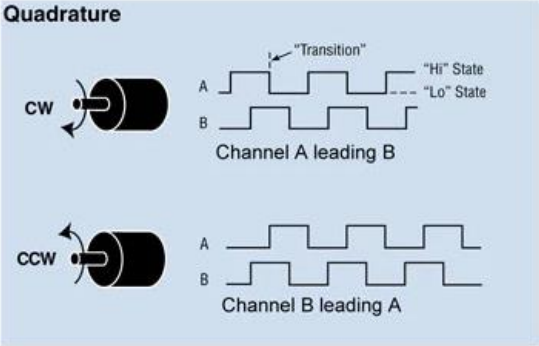 Quadrature
"Transition"
A
"Hi" State
"Lo" State
CW
B
Channel A leading B
A
CCW
B
Channel B leading A